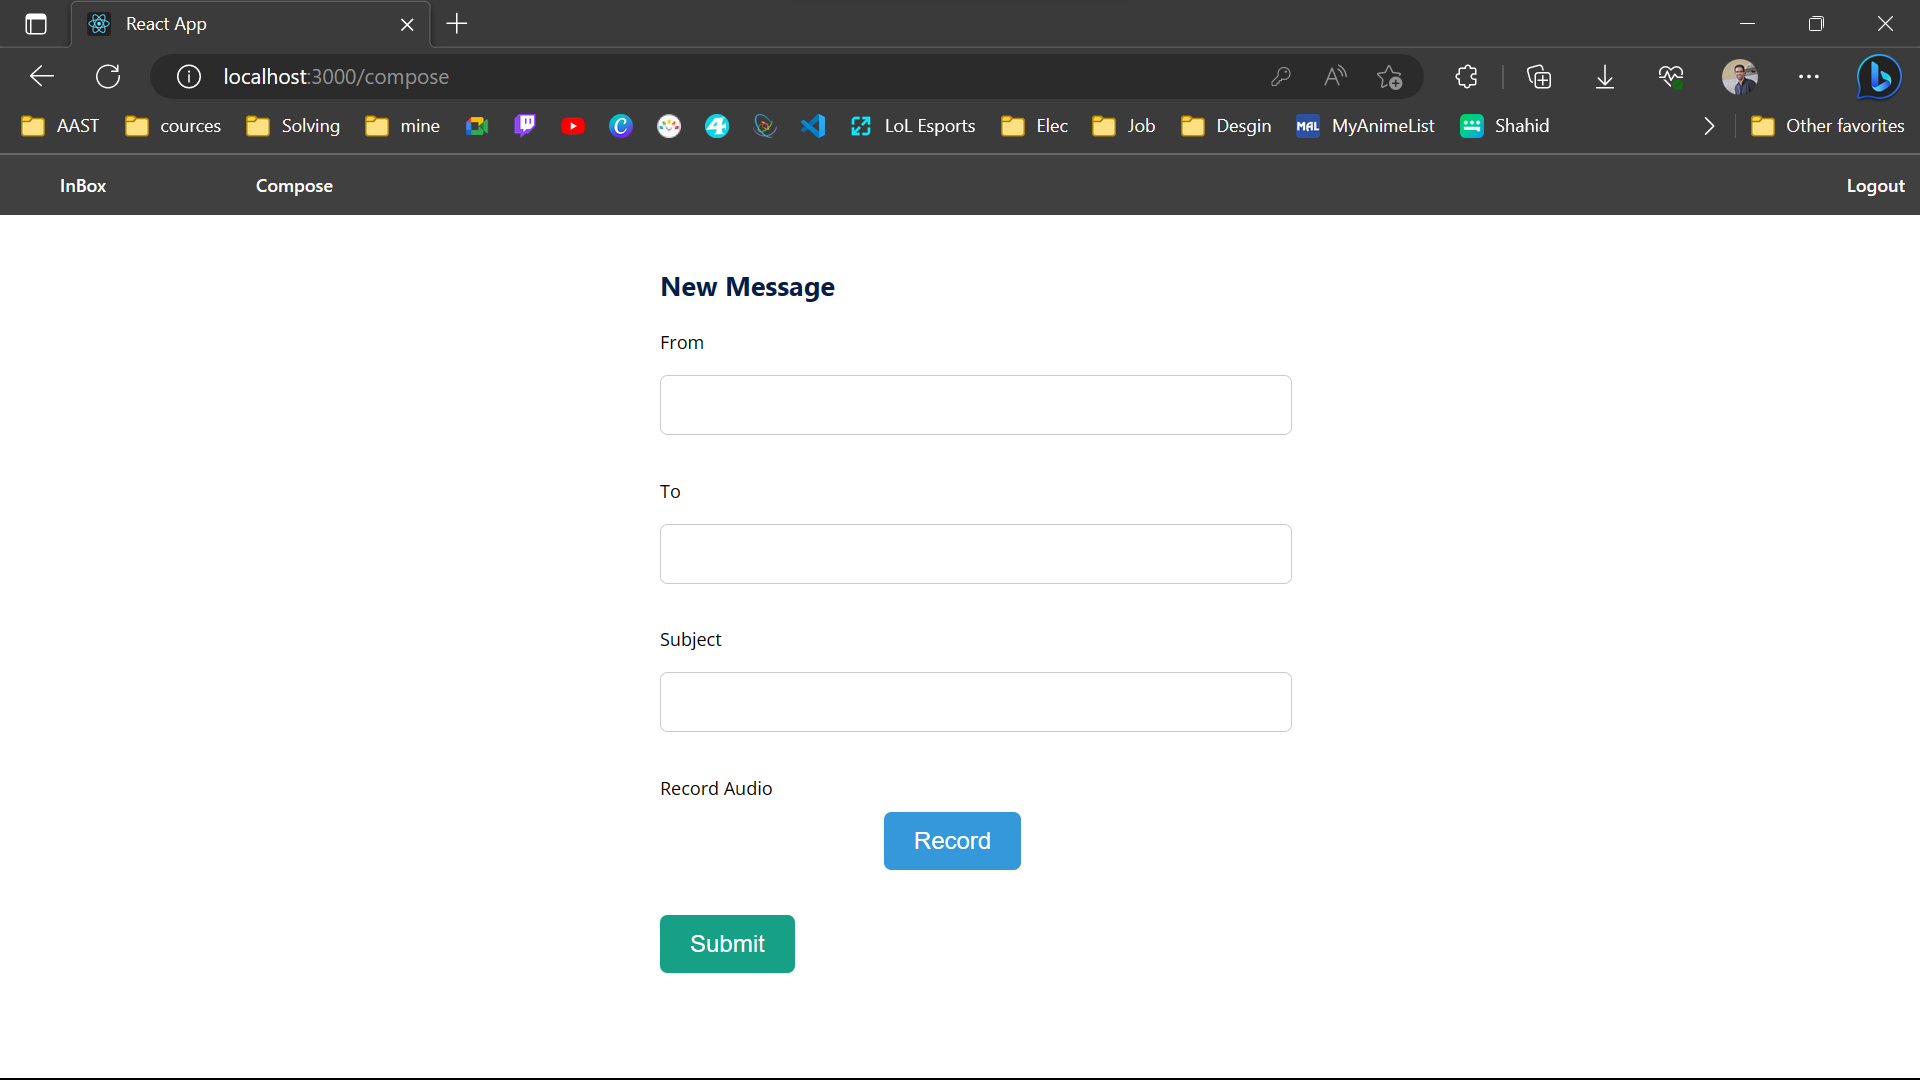 React App
localhost:3000/compose
AAST cources Solving mine LoL Esports Elec Job Desgin MAL MyAnimeList Shahid Other favorites
InBox Compose Logout
New Message
From
To
Subject
Record Audio
Record
Submit